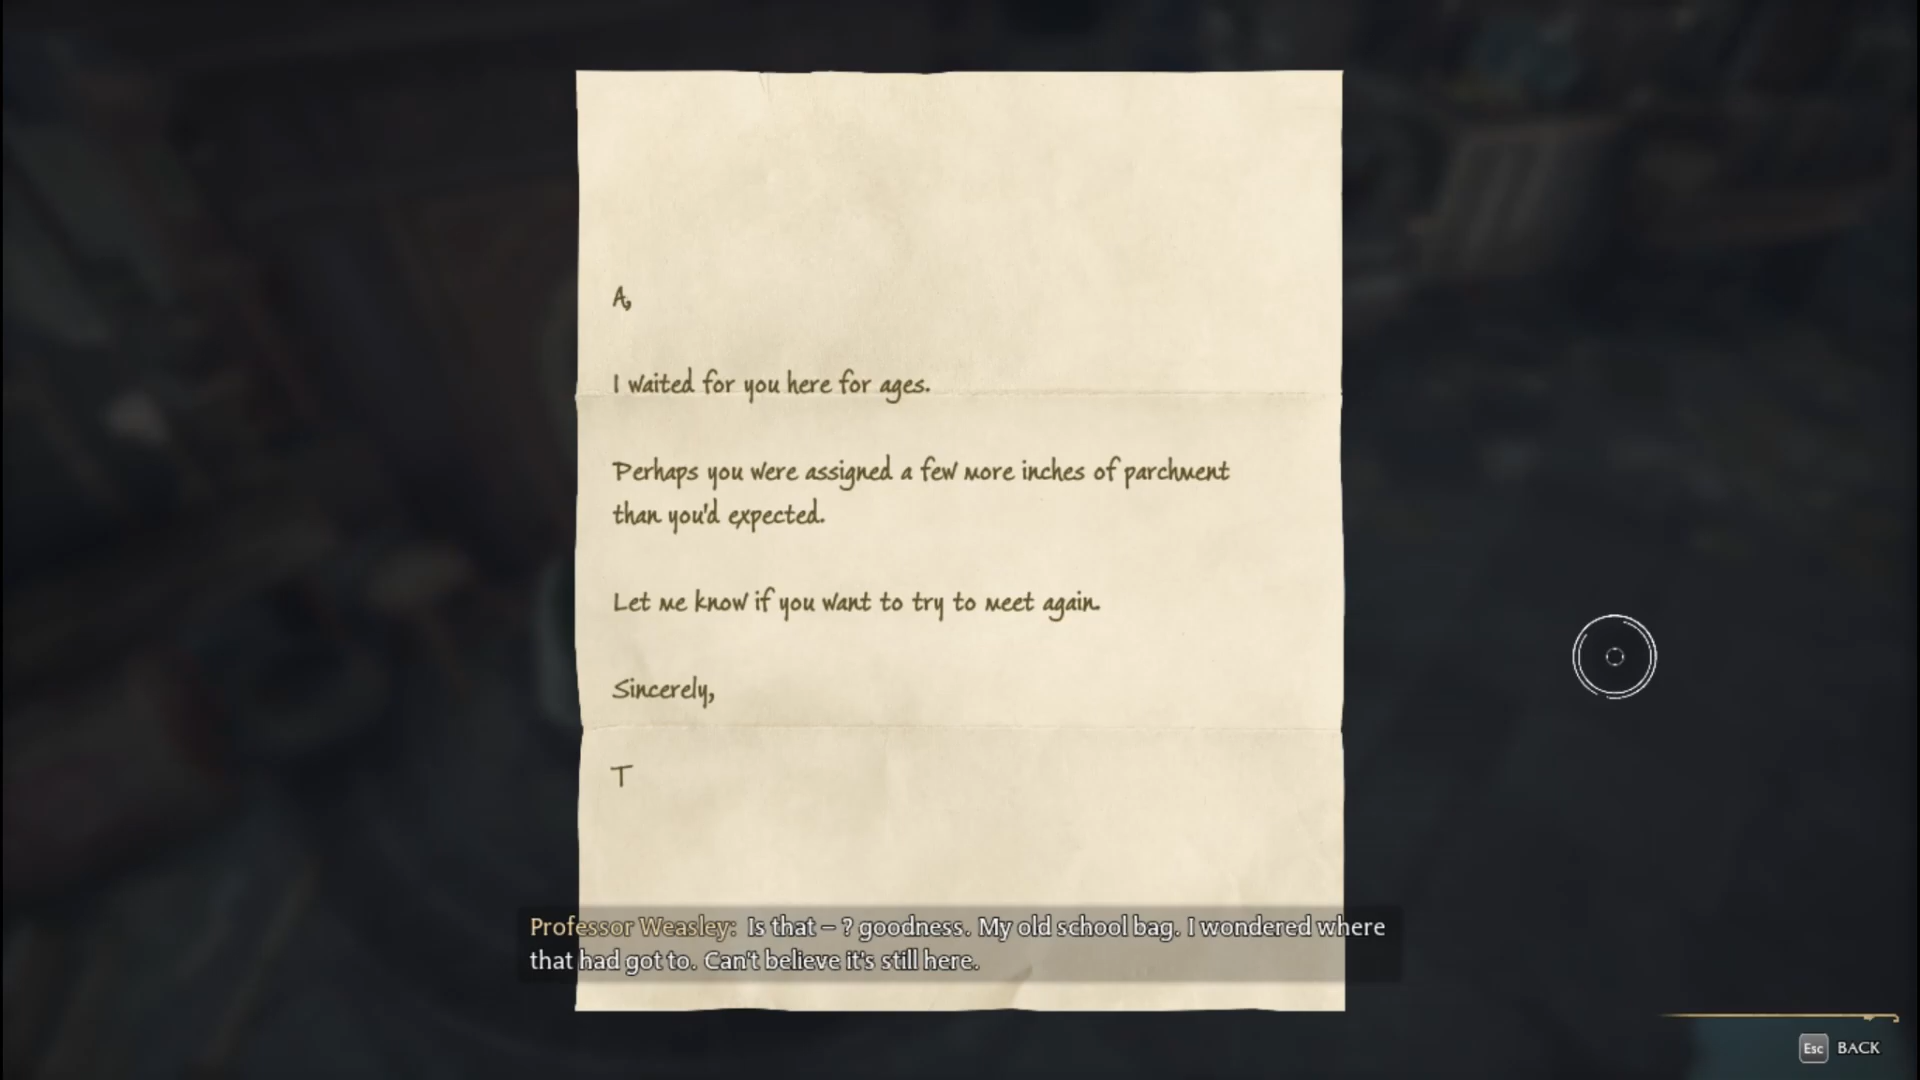 A,
I waited for you here for ages.
Perhaps you were assigned a few more inches of parchment
than you'd expected.
Let me know if you want to try to meet again.
Sincerely,
T
Professor Weasley: Is that – ? goodness. My old school bag. I wondered where
that had got to. Can't believe it's still here.
Esc BACK